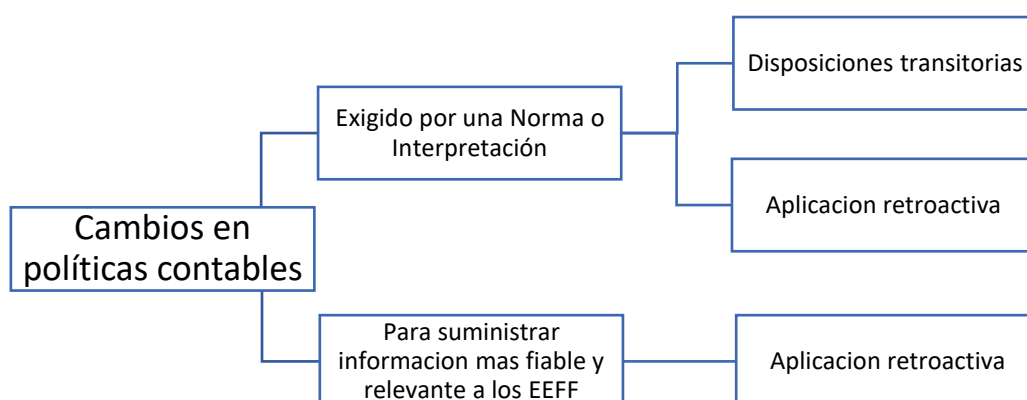 Cambios en
políticas contables
Exigido por una Norma o
Interpretación
Disposiciones transitorias
Aplicacion retroactiva
Para suministrar
informacion mas fiable y
relevante a los EEFF
Aplicacion retroactiva